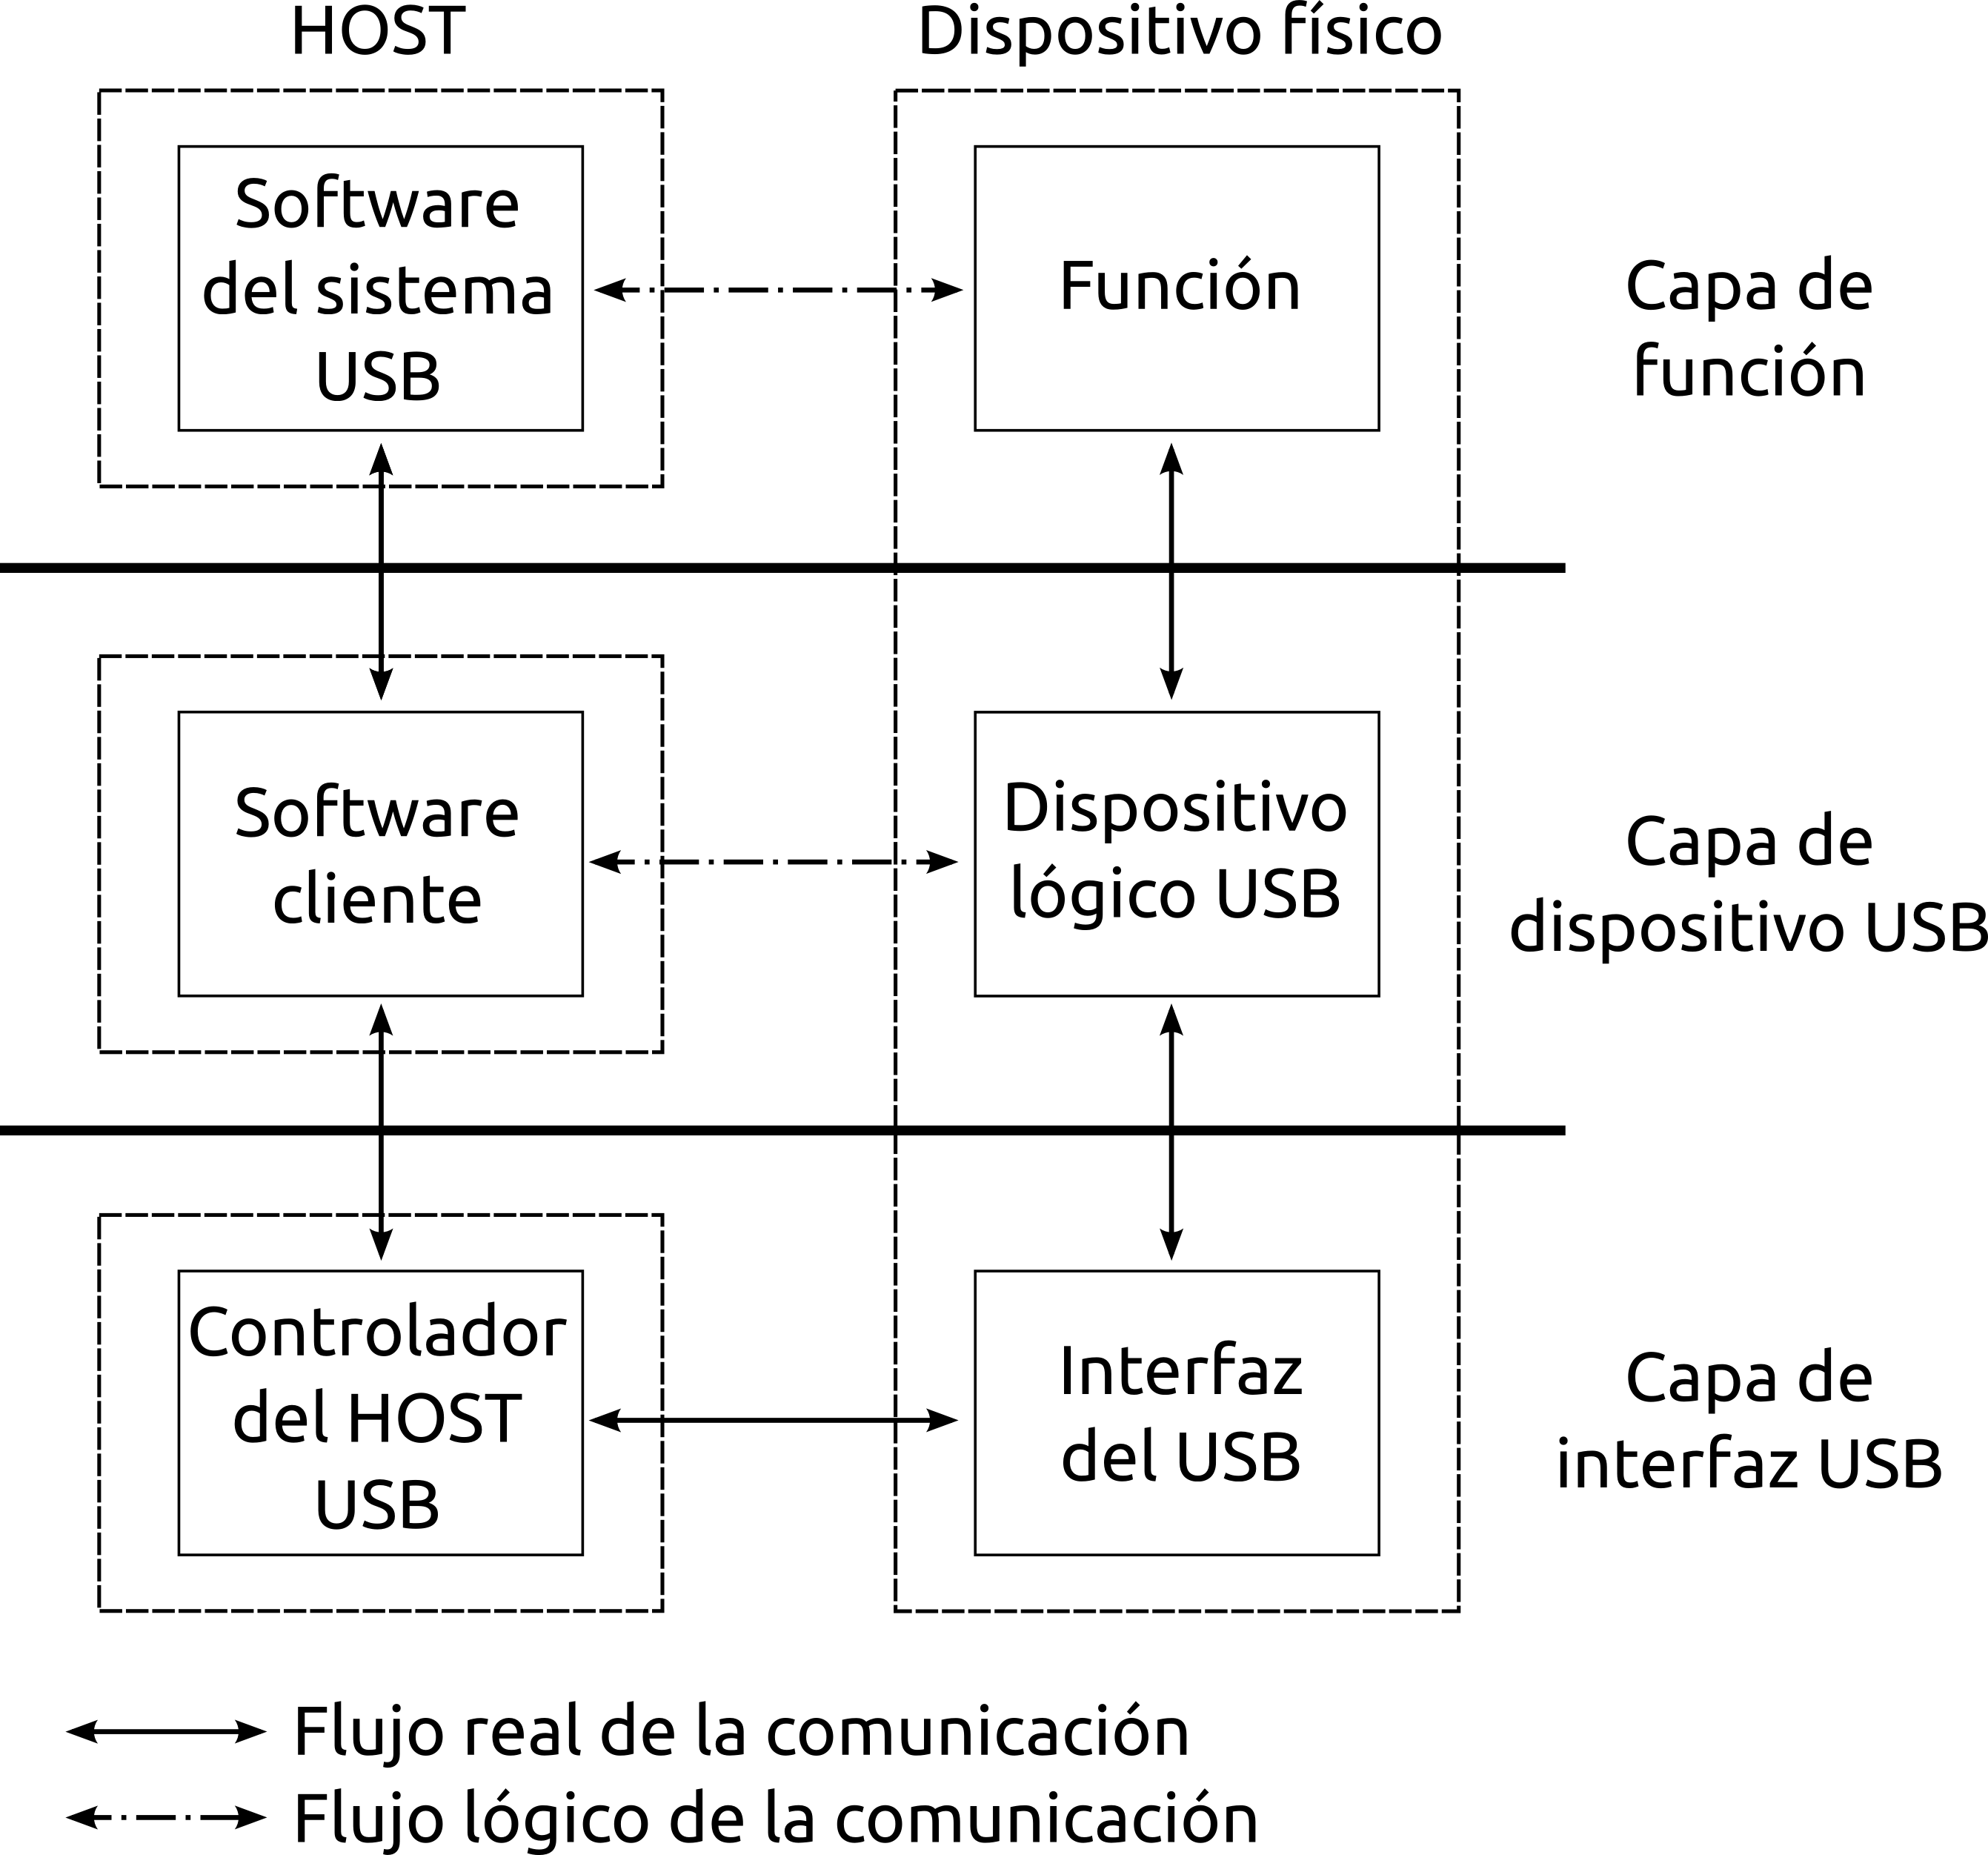 HOST
Dispositivo físico
Software
del sistema
USB
Función
Capa de
función
Software
cliente
Dispositivo
lógico USB
Capa de
dispositivo USB
Controlador
del HOST
USB
Interfaz
del USB
Capa de
interfaz USB
Flujo real de la comunicación
Flujo lógico de la comunicación